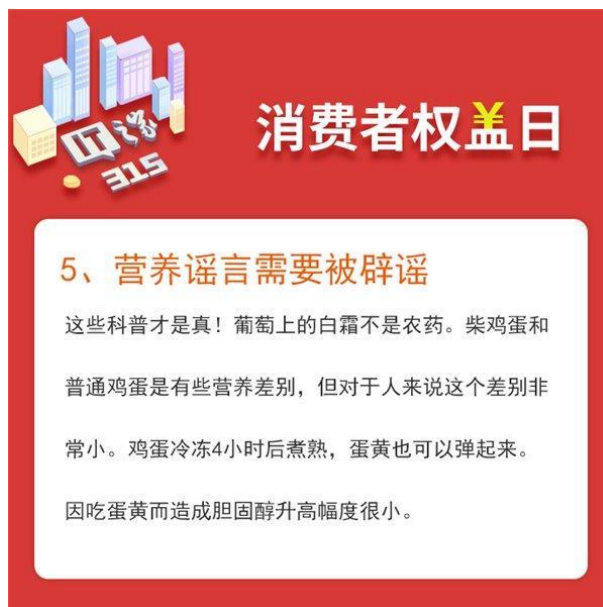 消费者权益日
315
5、营养谣言需要被辟谣
这些科普才是真！葡萄上的白霜不是农药。柴鸡蛋和
普通鸡蛋是有些营养差别，但对于人来说这个差别非
常小。鸡蛋冷冻4小时后煮熟，蛋黄也可以弹起来。
因吃蛋黄而造成胆固醇升高幅度很小。